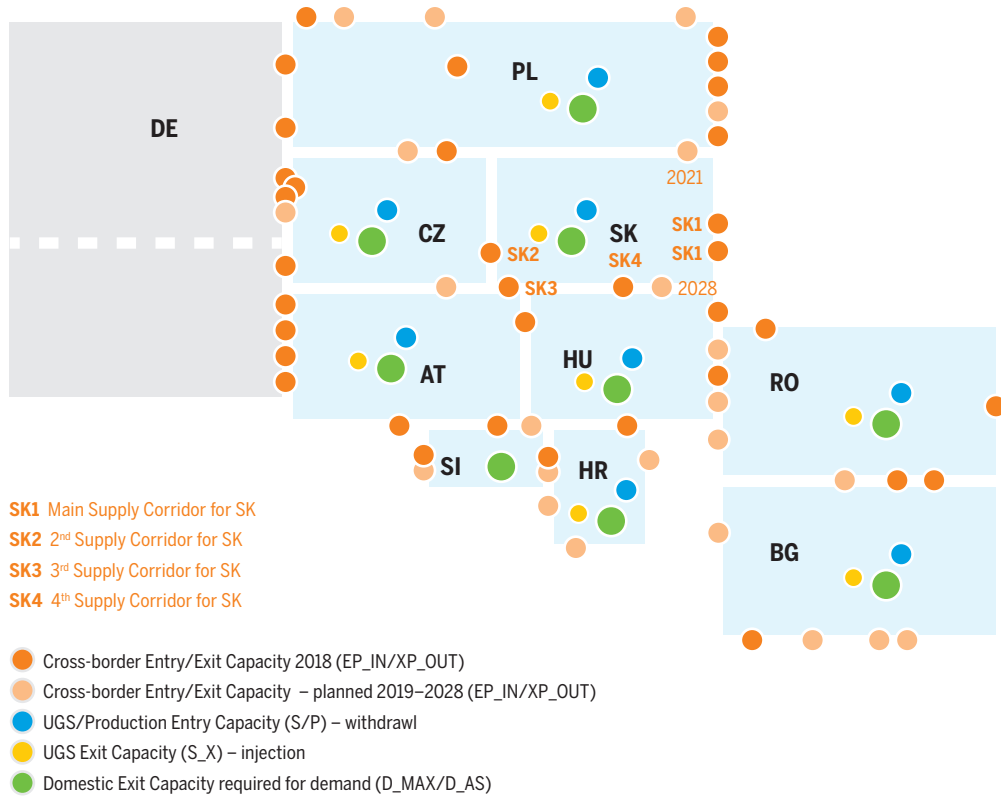 PL
DE
2021
CZ
SK
SK1
SK2
SK4
SK1
SK3
2028
AT
HU
RO
SI
HR
BG
SK1 Main Supply Corridor for SK
SK2 2nd Supply Corridor for SK
SK3 3rd Supply Corridor for SK
SK4 4th Supply Corridor for SK
Cross-border Entry/Exit Capacity 2018 (EP_IN/XP_OUT)
Cross-border Entry/Exit Capacity – planned 2019–2028 (EP_IN/XP_OUT)
UGS/Production Entry Capacity (S/P) – withdrawl
UGS Exit Capacity (S_X) – injection
Domestic Exit Capacity required for demand (D_MAX/D_AS)